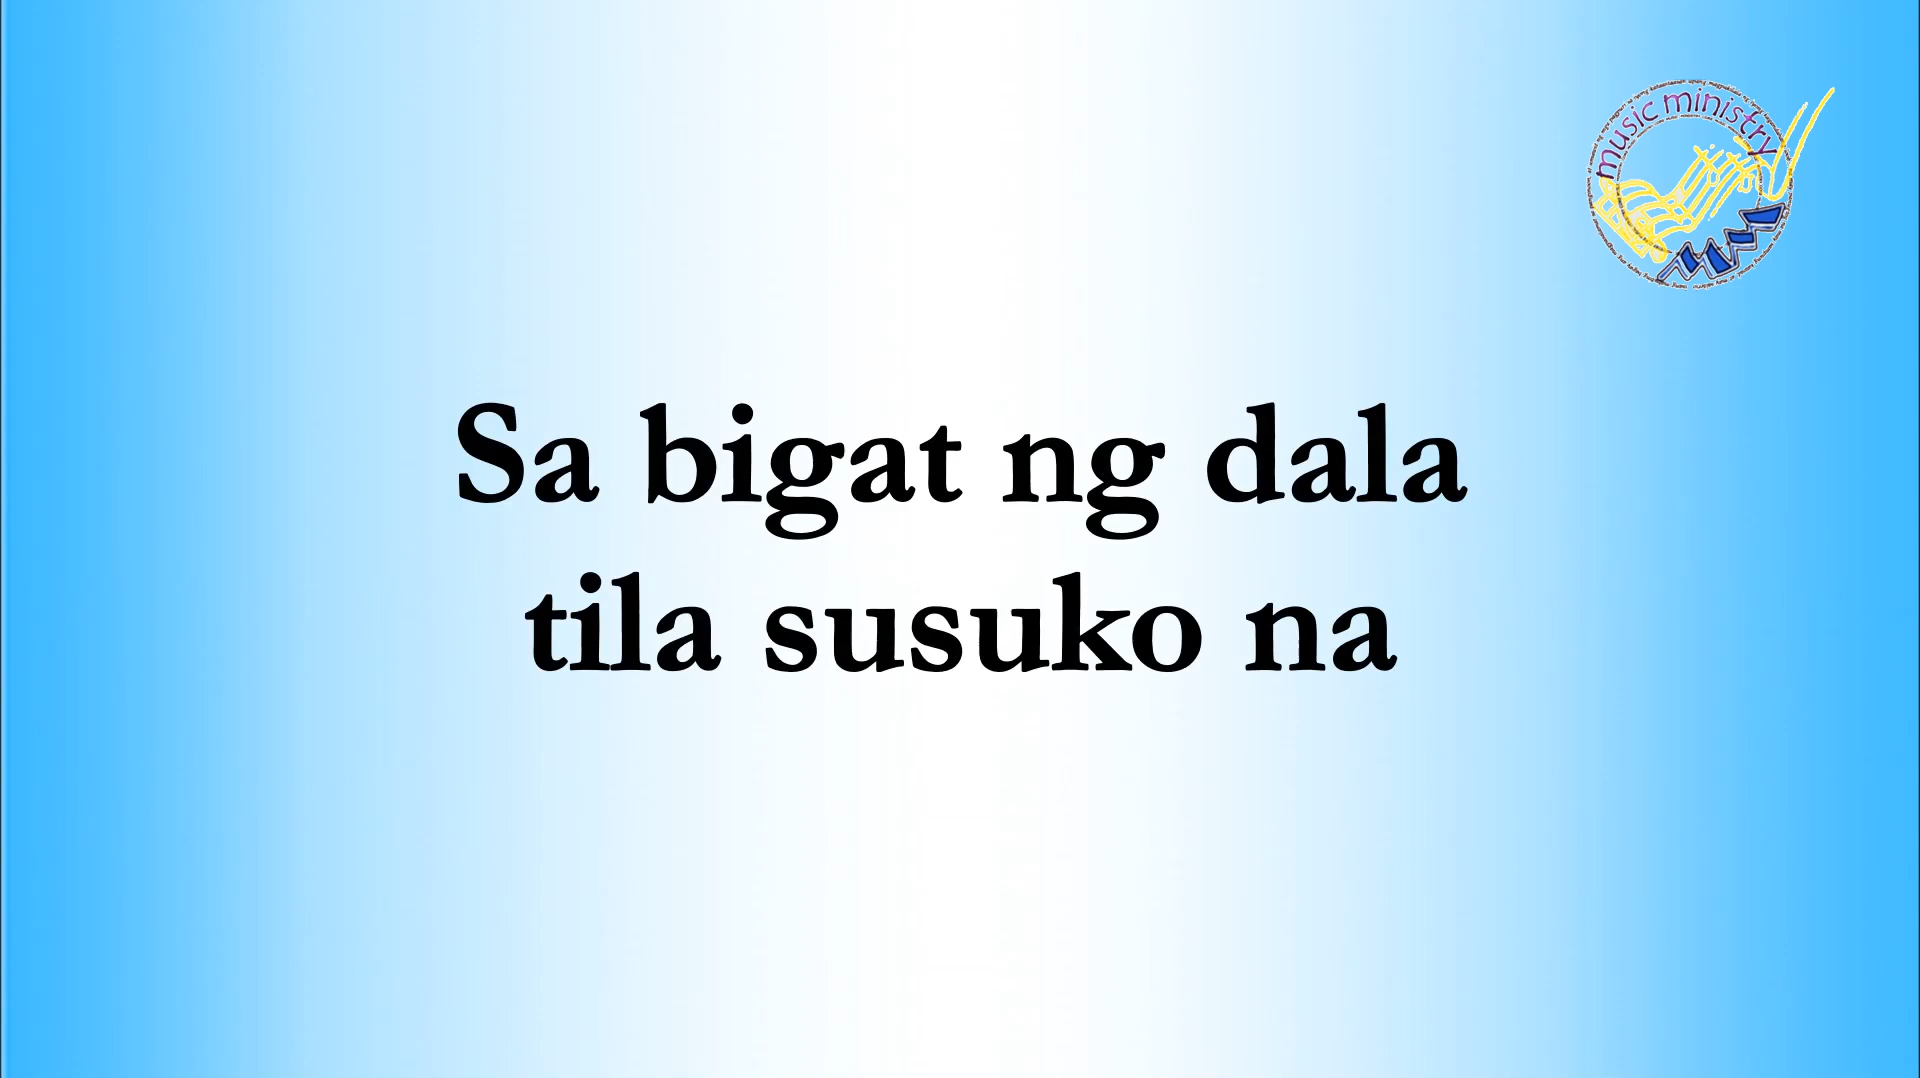 music ministry
Sa bigat ng dala
tila susuko na